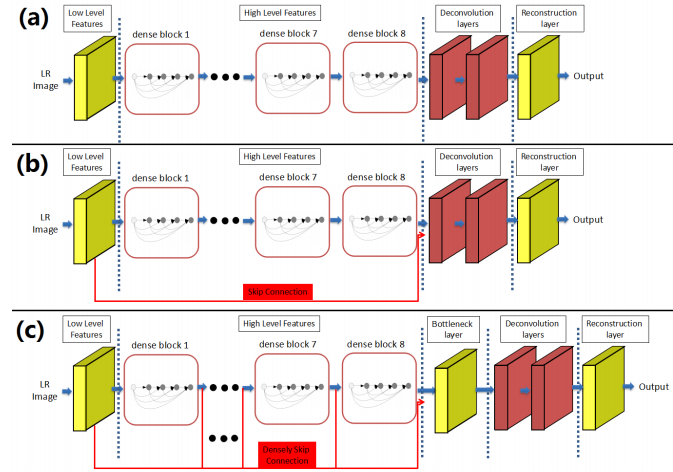 (a)
Low Level
Features
High Level Features
Deconvolution
layers
Reconstruction
layer
dense block 1
dense block 7
dense block 8
LR
Image
Output
(b)
Low Level
Features
High Level Features
Deconvolution
layers
Reconstruction
layer
dense block 1
dense block 7
dense block 8
LR
Image
Output
Skip Connection
(c)
Low Level
Features
High Level Features
Bottleneck
layer
Deconvolution
layers
Reconstruction
layer
dense block 1
dense block 7
dense block 8
LR
Image
Output
Densely Skip
Connection